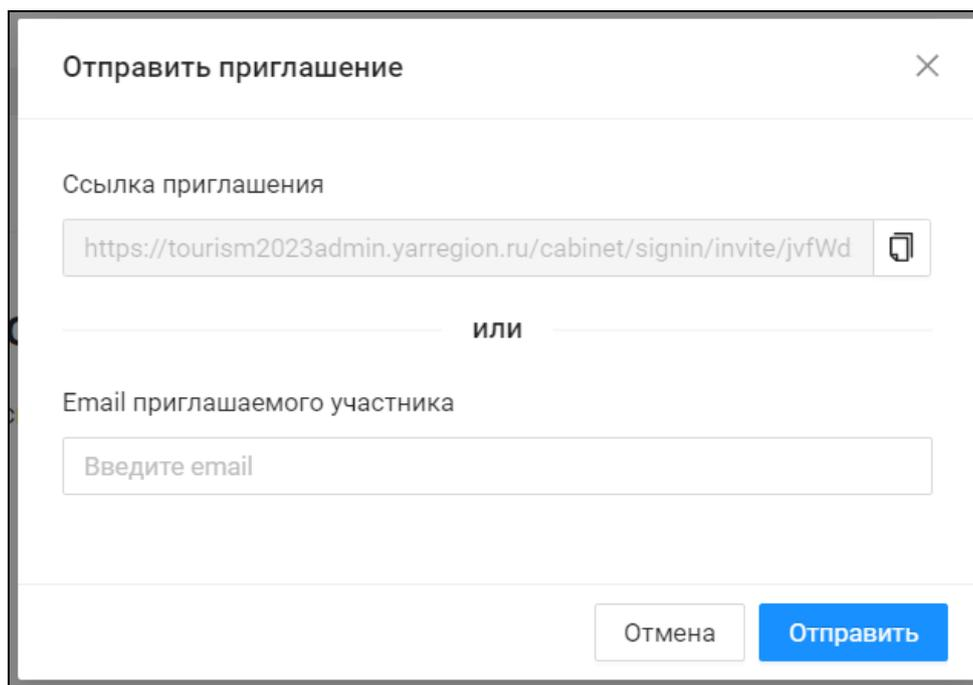 Отправить приглашение
Ссылка приглашения
https://tourism2023admin.yarregion.ru/cabinet/signin/invite/jvfWd
или
Email приглашаемого участника
Введите email
Отмена Отправить